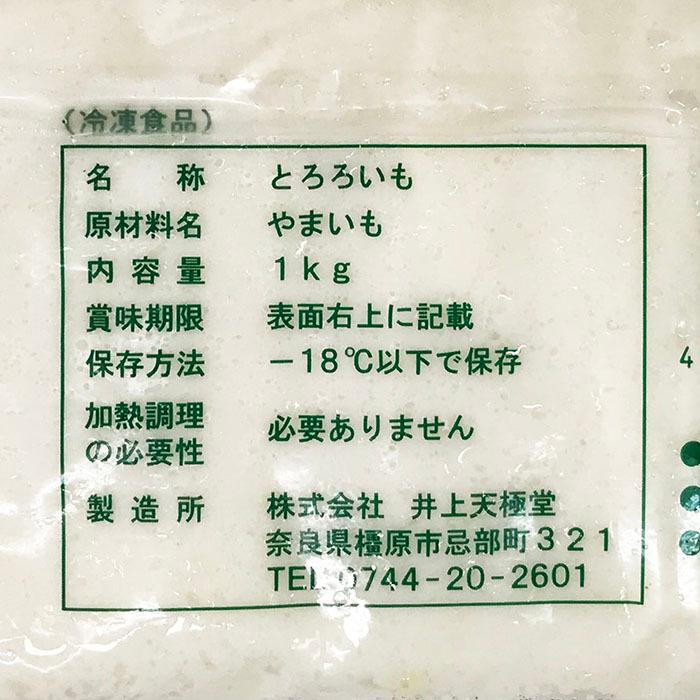 (冷凍食品)
名称 とろろいも
原材料名 やまいも
内容量 1kg
賞味期限 表面右上に記載
保存方法 －18℃以下で保存
加熱調理
の必要性 必要ありません
製造所 株式会社 井上天極堂
奈良県橿原市忌部町321
TEL 0744-20-2601
4